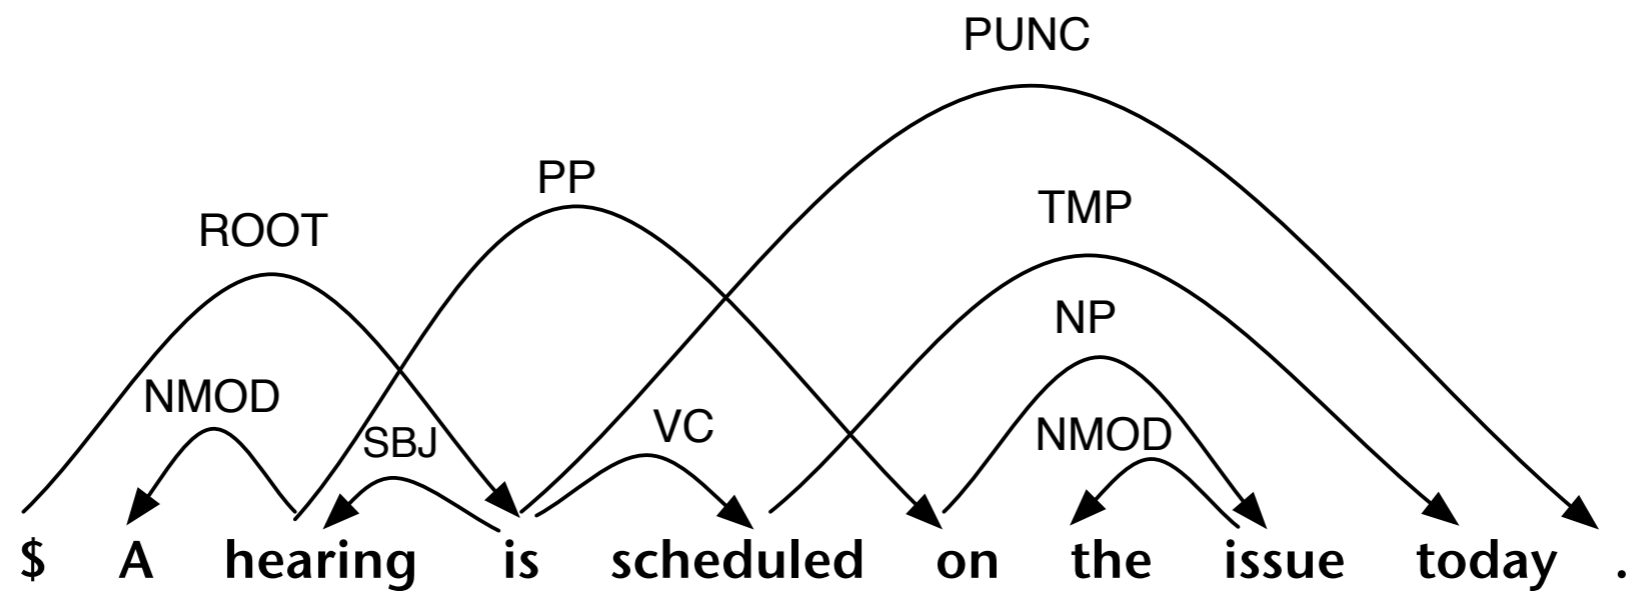 PUNC
PP
TMP
ROOT
NP
NMOD
SBJ
VC
NMOD
$ A hearing is scheduled on the issue today .